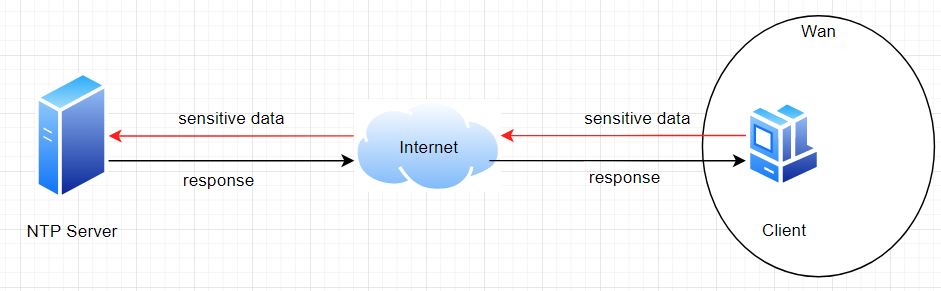 Wan
sensitive data
sensitive data
Internet
response
response
NTP Server
Client